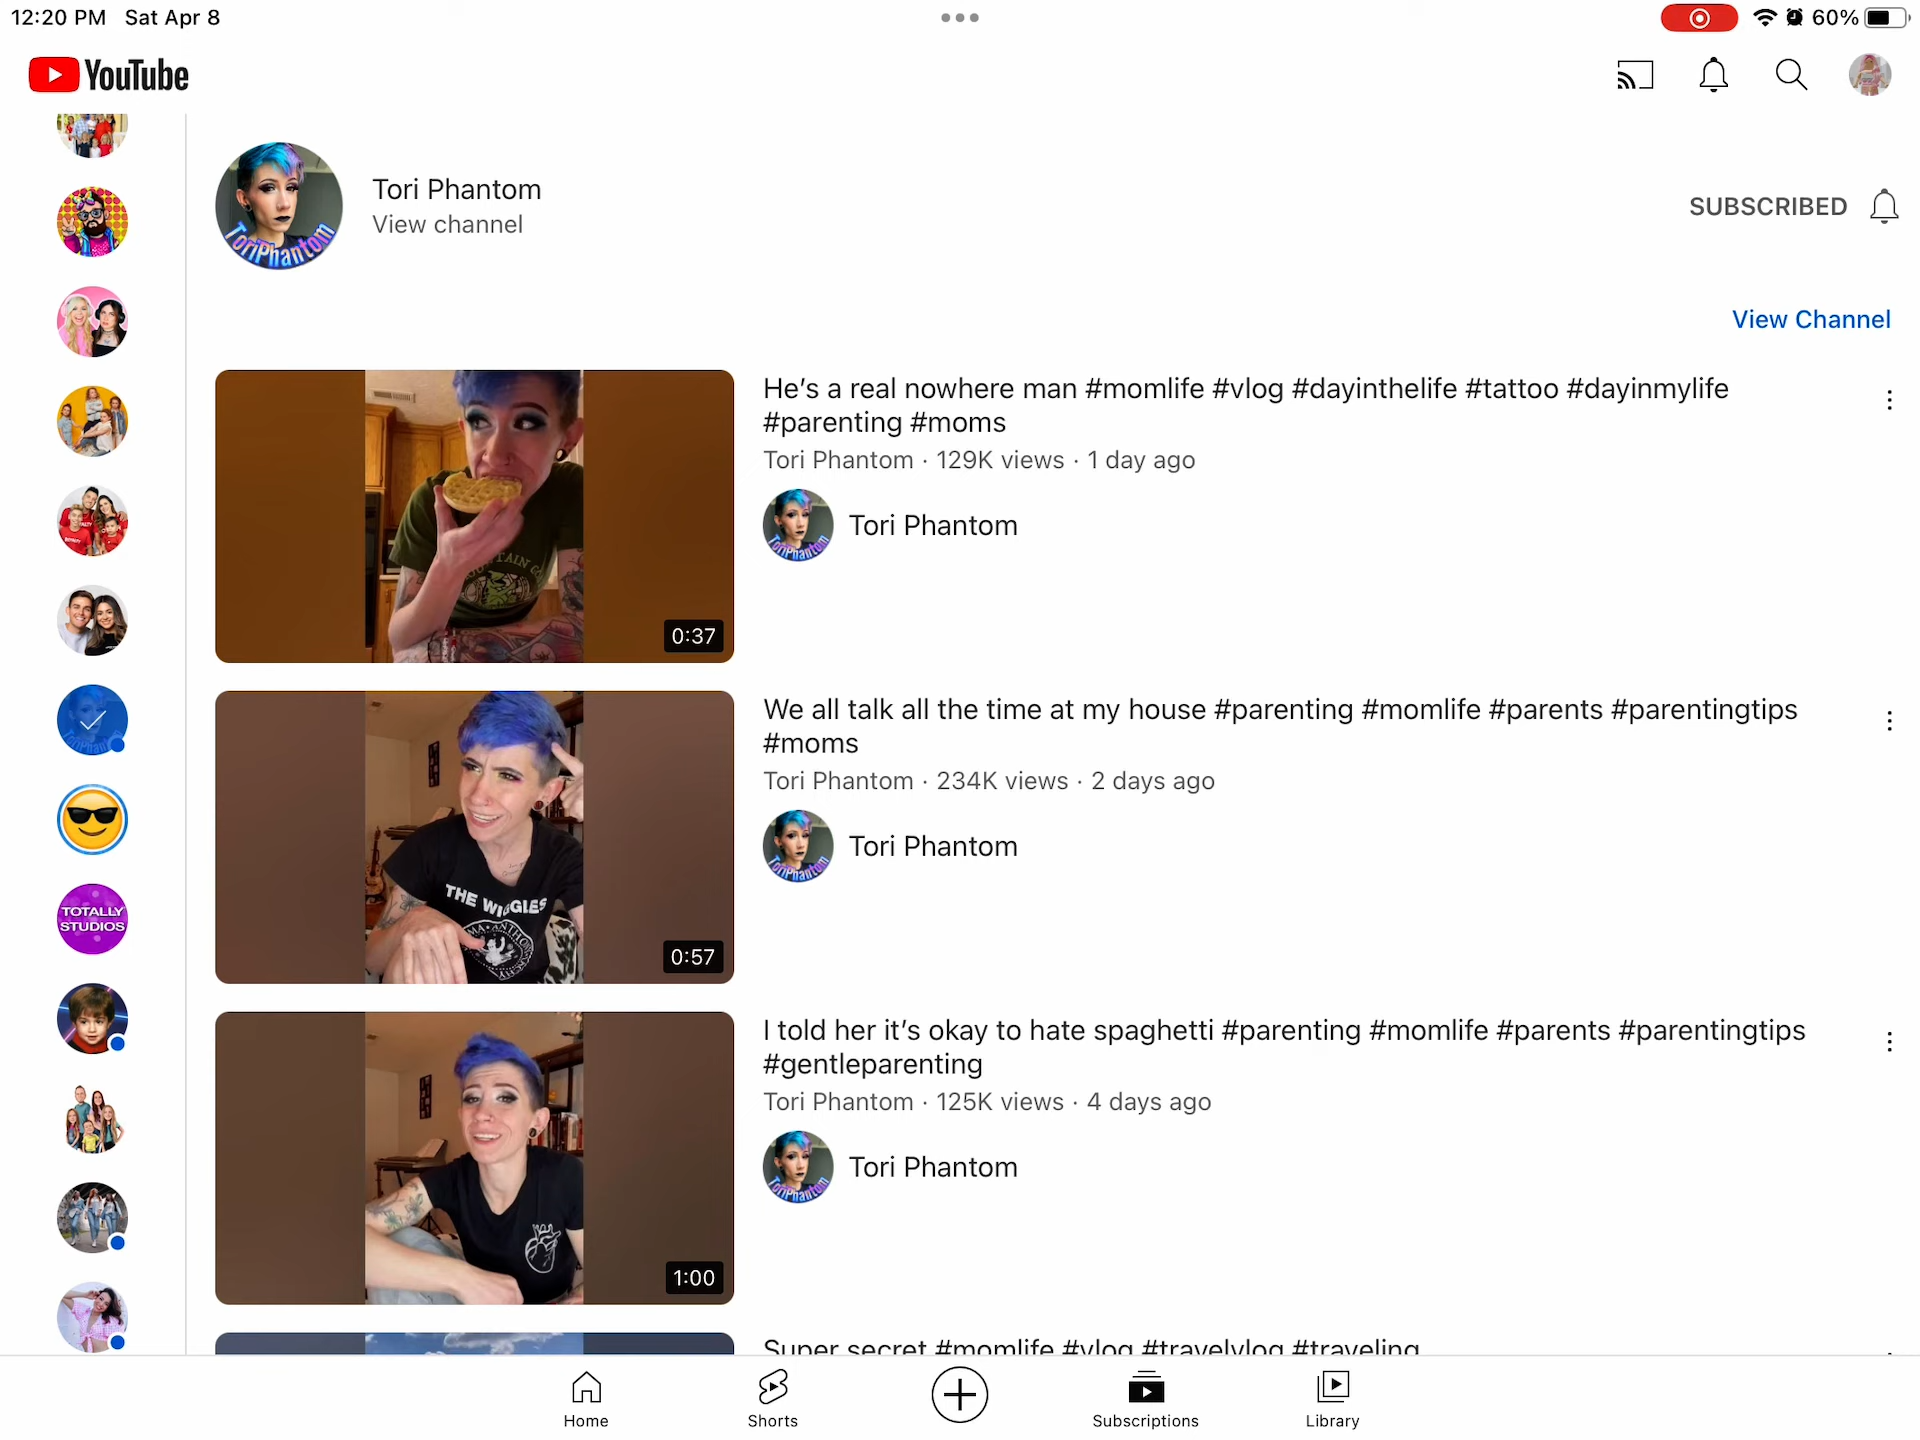 12:20 PM Sat Apr 8
60%
YouTube
Tori Phantom
View channel
ToriPhantom
SUBSCRIBED
View Channel
He's a real nowhere man #momlife #vlog #dayinthelife #tattoo #dayinmylife
#parenting #moms
Tori Phantom · 129K views · 1 day ago
Tori Phantom
0:37
We all talk all the time at my house #parenting #momlife #parents #parentingtips
#moms
Tori Phantom · 234K views · 2 days ago
Tori Phantom
THE WIGGLES
0:57
TOTALLY
STUDIOS
I told her it's okay to hate spaghetti #parenting #momlife #parents #parentingtips
#gentleparenting
Tori Phantom · 125K views · 4 days ago
Tori Phantom
1:00
Super secret #momlife #vlog #travelvlog #traveling
Home
Shorts
Subscriptions
Library